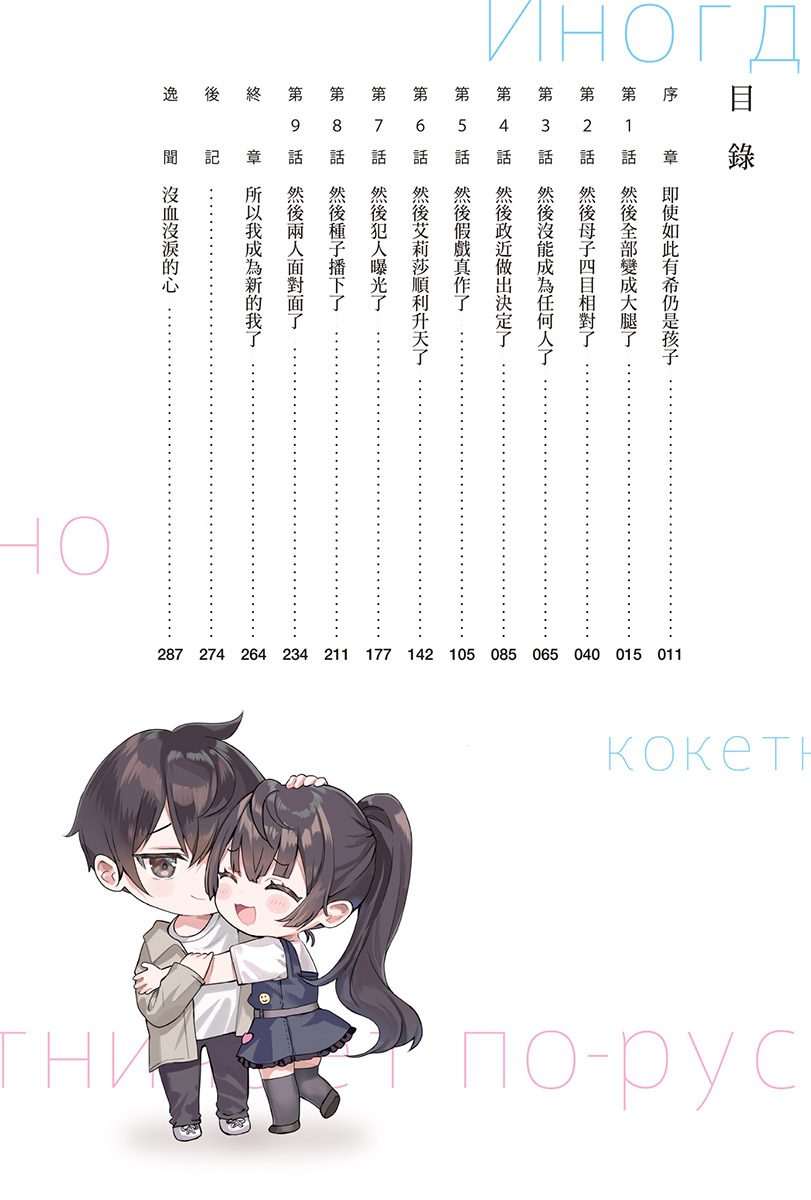 Иногд
目錄
序章 即使如此有希仍是孩子 011
第1話 然後全部變成大腿了 015
第2話 然後母子四目相對了 040
第3話 然後沒能成為任何人了 065
第4話 然後政近做出決定了 085
第5話 然後假戲真作了 105
第6話 然後艾莉莎順利升天了 142
第7話 然後犯人曝光了 177
第8話 然後種子播下了 211
第9話 然後兩人面對面了 234
終章 所以我成為新的我了 264
後記 274
逸聞 沒血沒淚的心 287
но
кокетн
тни ет по-рус